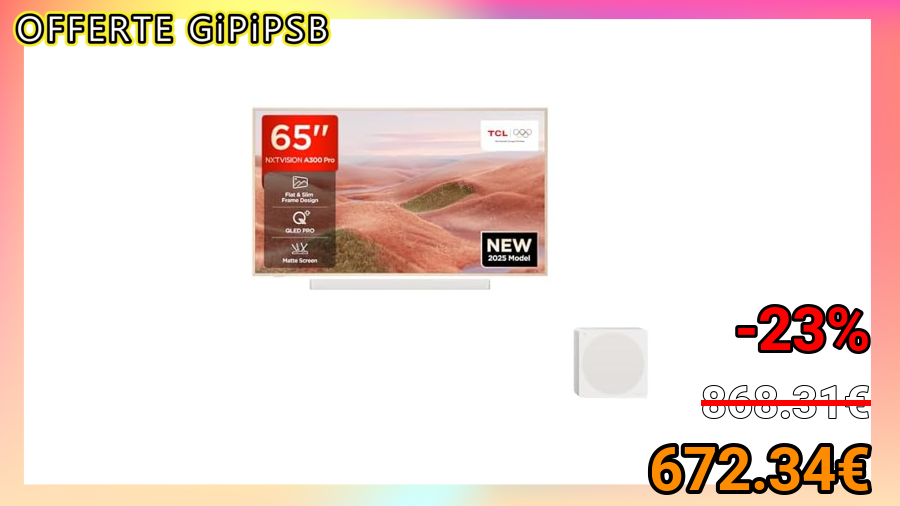 OFFERTE GiPiPSB
65"
NXTVISION A300 Pro
Flat & Slim
Frame Design
QLED PRO
Matte Screen
TCL
NEW
2025 Model
-23%
868.31€
672.34€